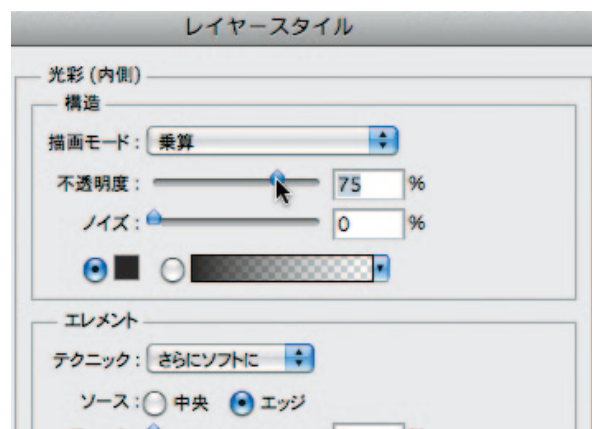 レイヤースタイル
光彩 (内側)
構造
描画モード： 乗算
不透明度： 75 %
ノイズ： 0 %
エレメント
テクニック： さらにソフトに
ソース： 中央 エッジ